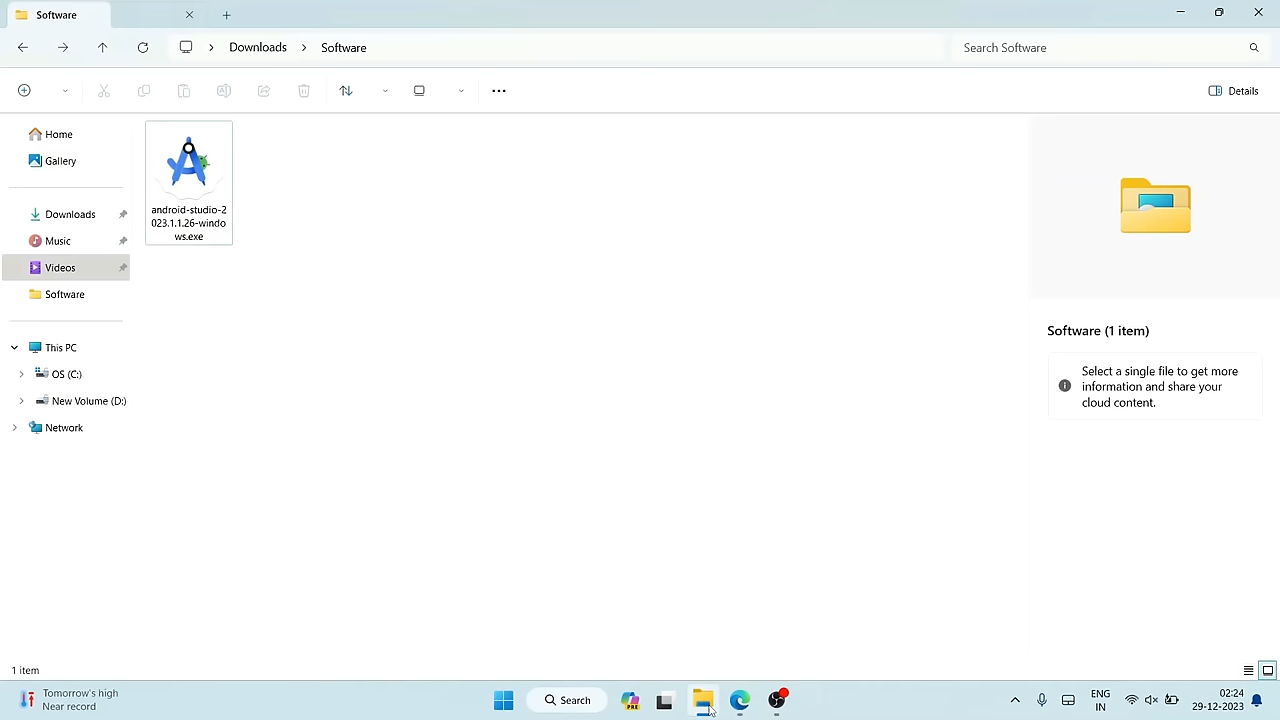 Software
Downloads
Software
Search Software
Details
Home
Gallery
Downloads
Music
Videos
Software
This PC
OS (C:)
New Volume (D:)
Network
android-studio-2
023.1.1.26-windo
ws.exe
Software (1 item)
Select a single file to get more
information and share your
cloud content.
1 item
Tomorrow's high
Near record
Search
PRE
ENG
IN
02:24
29-12-2023